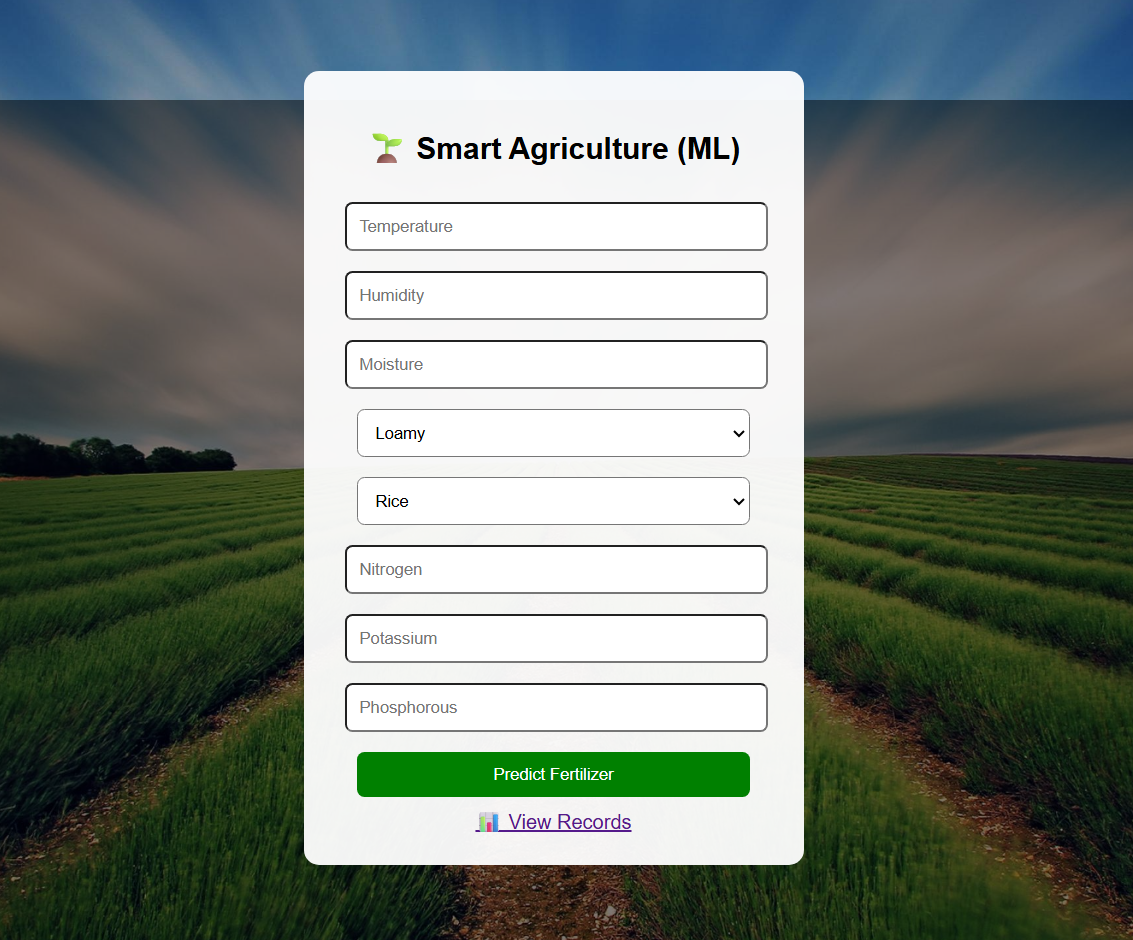 🌱 Smart Agriculture (ML)
Temperature
Humidity
Moisture
Loamy
Rice
Nitrogen
Potassium
Phosphorous
Predict Fertilizer
📊 View Records